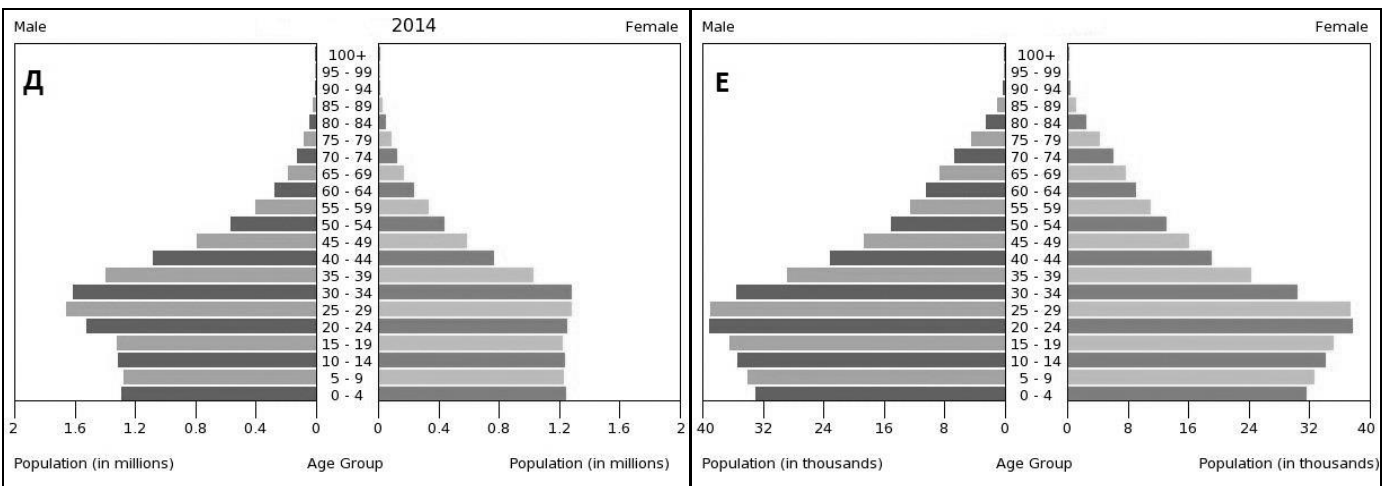 Male 2014 Female
Д
100+
95 - 99
90 - 94
85 - 89
80 - 84
75 - 79
70 - 74
65 - 69
60 - 64
55 - 59
50 - 54
45 - 49
40 - 44
35 - 39
30 - 34
25 - 29
20 - 24
15 - 19
10 - 14
5 - 9
0 - 4
2 1.6 1.2 0.8 0.4 0 0 0.4 0.8 1.2 1.6 2
Population (in millions) Age Group Population (in millions)
Male Female
Е
100+
95 - 99
90 - 94
85 - 89
80 - 84
75 - 79
70 - 74
65 - 69
60 - 64
55 - 59
50 - 54
45 - 49
40 - 44
35 - 39
30 - 34
25 - 29
20 - 24
15 - 19
10 - 14
5 - 9
0 - 4
40 32 24 16 8 0 0 8 16 24 32 40
Population (in thousands) Age Group Population (in thousands)